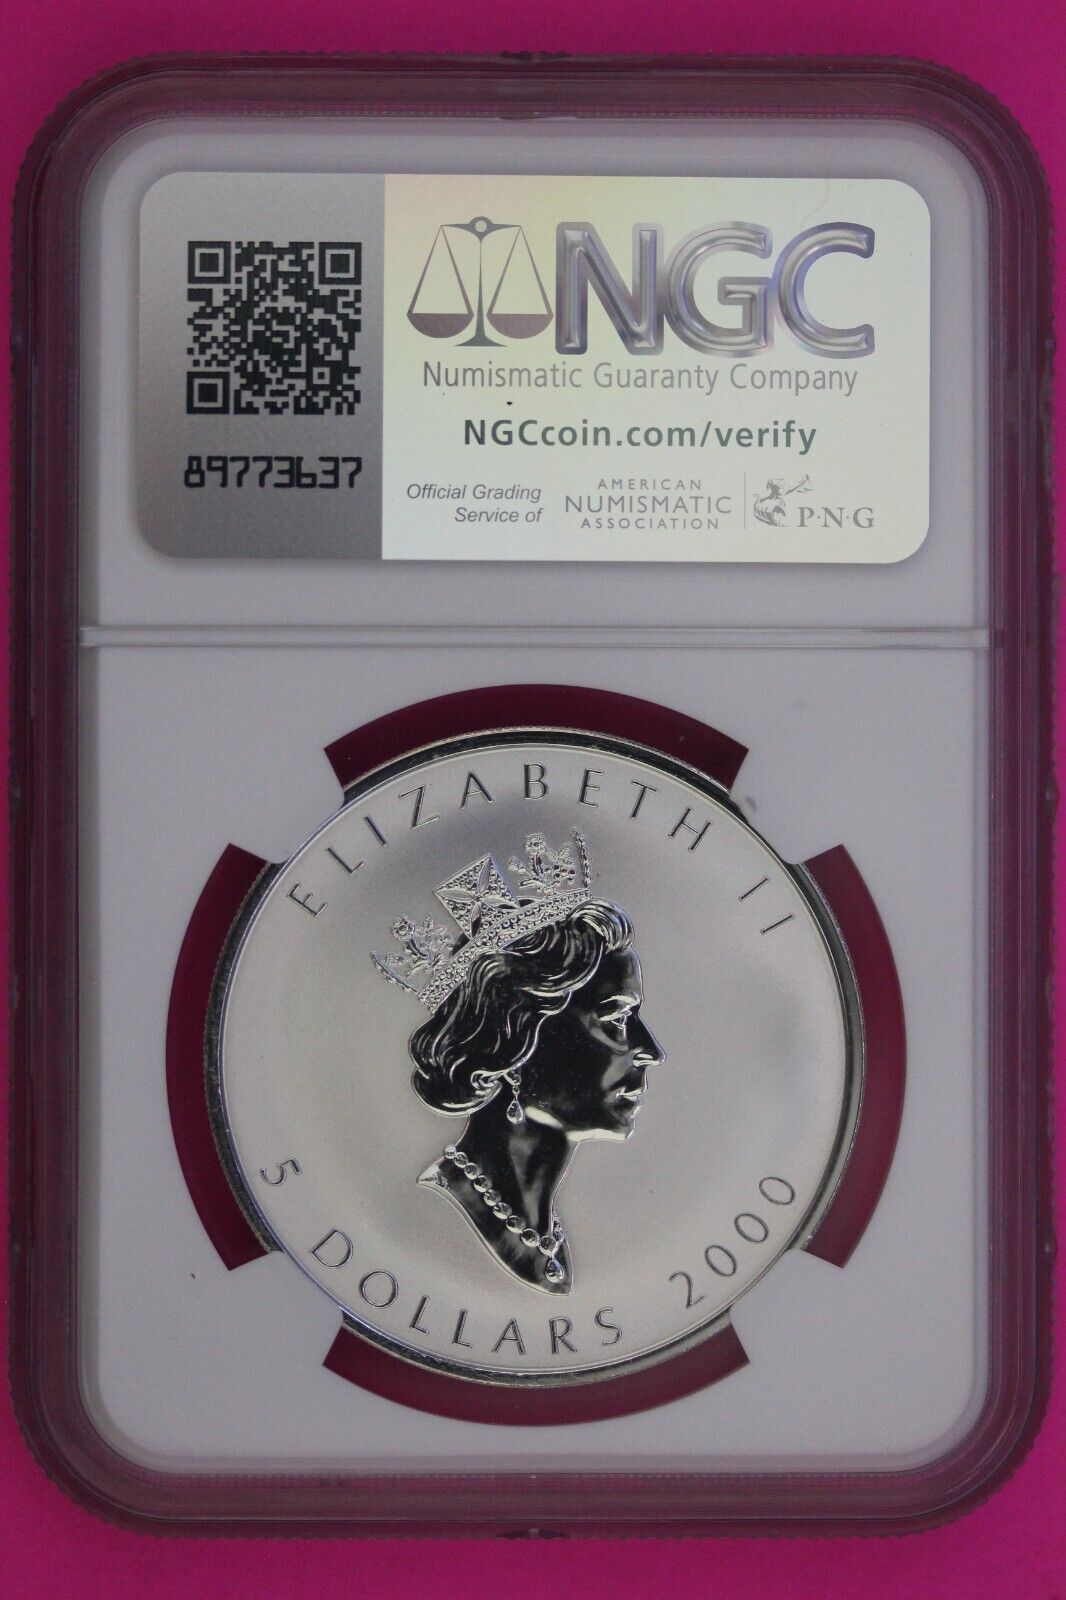 NGC
Numismatic Guaranty Company
NGCcoin.com/verify
89773637
Official Grading
Service of
AMERICAN
NUMISMATIC
ASSOCIATION
P·N·G
ELIZABETH II
5 DOLLARS 2000